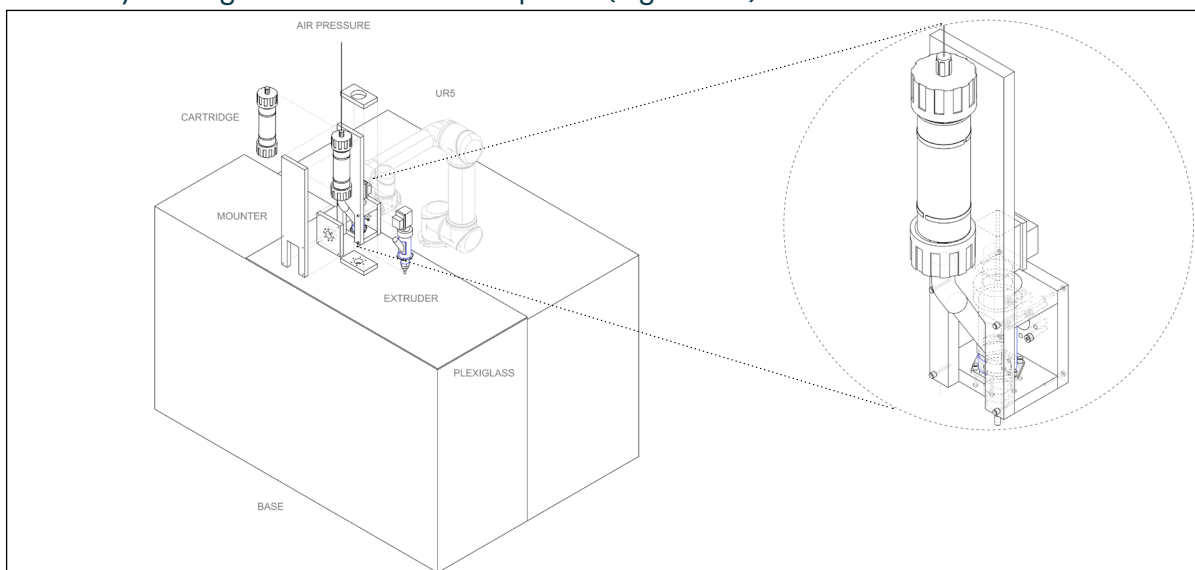 AIR PRESSURE
UR5
CARTRIDGE
MOUNTER
EXTRUDER
PLEXIGLASS
BASE